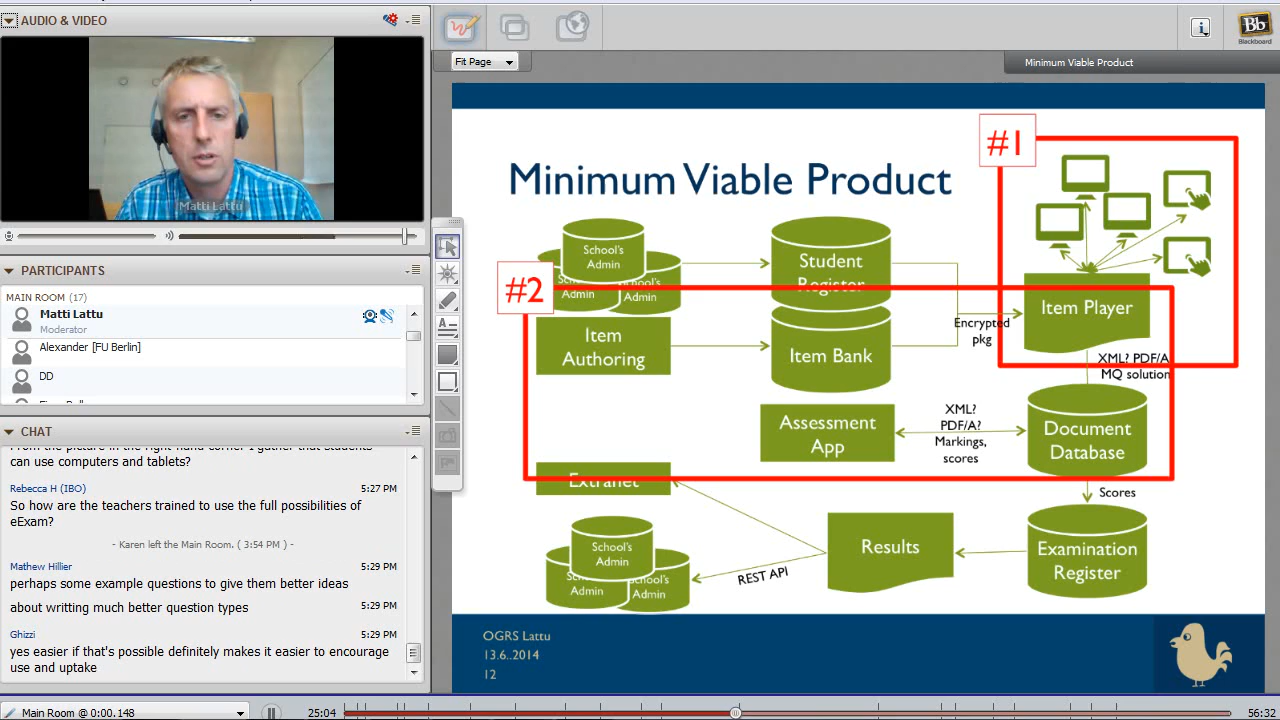 AUDIO & VIDEO
Matti Lattu
PARTICIPANTS
MAIN ROOM (17)
Matti Lattu
Moderator
Alexander [FU Berlin]
DD
CHAT
can use computers and tablets?
Rebecca H (IBO) 5:27 PM
So how are the teachers trained to use the full possibilities of
eExam?
- Karen left the Main Room. ( 3:54 PM ) -
Mathew Hillier 5:29 PM
perhaps some example questions to give them better ideas
about writting much better question types 5:29 PM
Ghizzi 5:29 PM
yes easier if that's possible definitely makes it easier to encourage
use and uptake
Main Room @ 0:00.148
25:04
56:32
Fit Page
Minimum Viable Product
i
Bb
Blackboard
Minimum Viable Product
#1
#2
School's
Admin
Admin
School's
Admin
Student
Register
Item
Authoring
Item Bank
Encrypted
pkg
Item Player
XML? PDF/A
MQ solution
Assessment
App
XML?
PDF/A?
Markings,
scores
Document
Database
Extranet
Scores
School's
Admin
Admin
School's
Admin
REST API
Results
Examination
Register
OGRS Lattu
13.6..2014
12